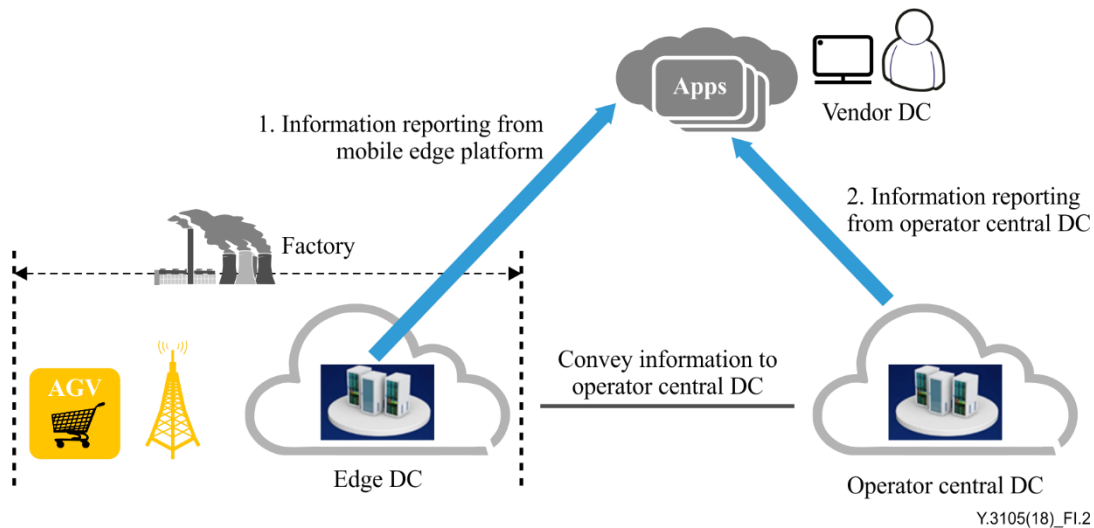 Apps
Vendor DC
1. Information reporting from
mobile edge platform
2. Information reporting
from operator central DC
Factory
AGV
Convey information to
operator central DC
Edge DC
Operator central DC
Y.3105(18)_FI.2